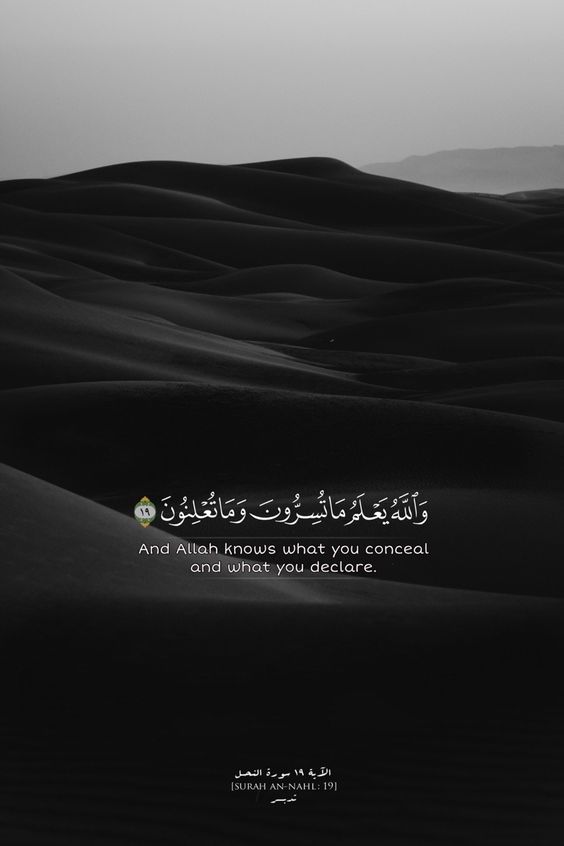 وَٱللَّهُ يَعْلَمُ مَا تُسِرُّونَ وَمَا تُعْلِنُونَ ١٩
And Allah knows what you conceal
and what you declare.
الآية ١٩ سورة النحل
[SURAH AN-NAHL: 19]
تدبر